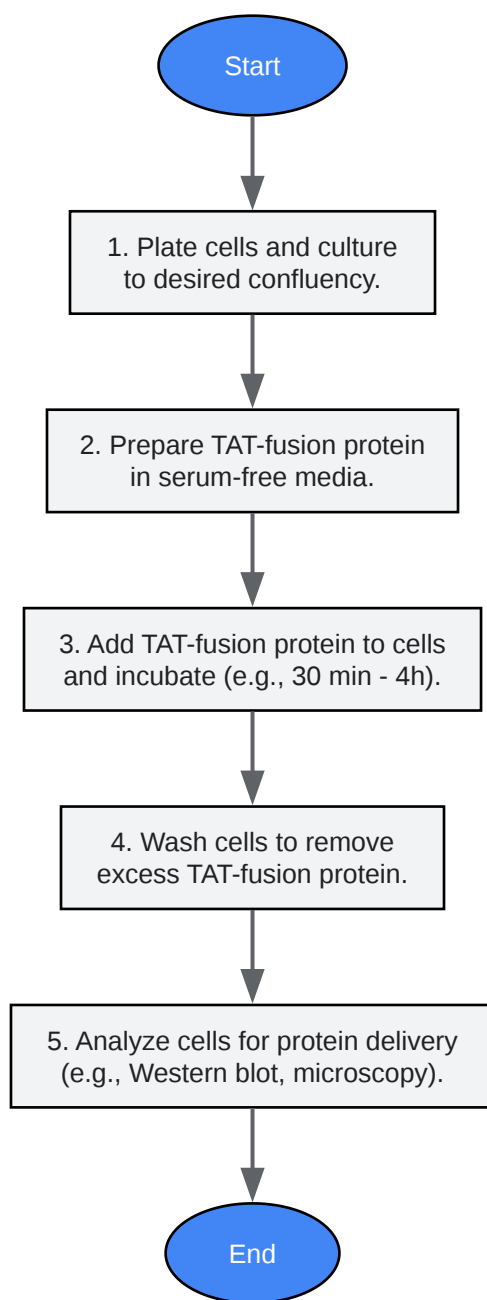 Start
1. Plate cells and culture
to desired confluency.
2. Prepare TAT-fusion protein
in serum-free media.
3. Add TAT-fusion protein to cells
and incubate (e.g., 30 min - 4h).
4. Wash cells to remove
excess TAT-fusion protein.
5. Analyze cells for protein delivery
(e.g., Western blot, microscopy).
End